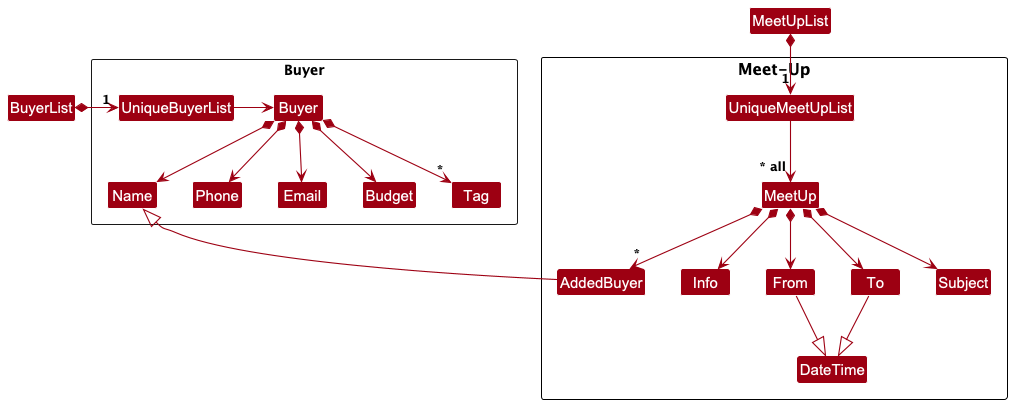 MeetUpList
Buyer
Meet-Up
BuyerList
1
UniqueBuyerList
Buyer
1
UniqueMeetUpList
*
* all
Name
Phone
Email
Budget
Tag
MeetUp
*
AddedBuyer
Info
From
To
Subject
DateTime